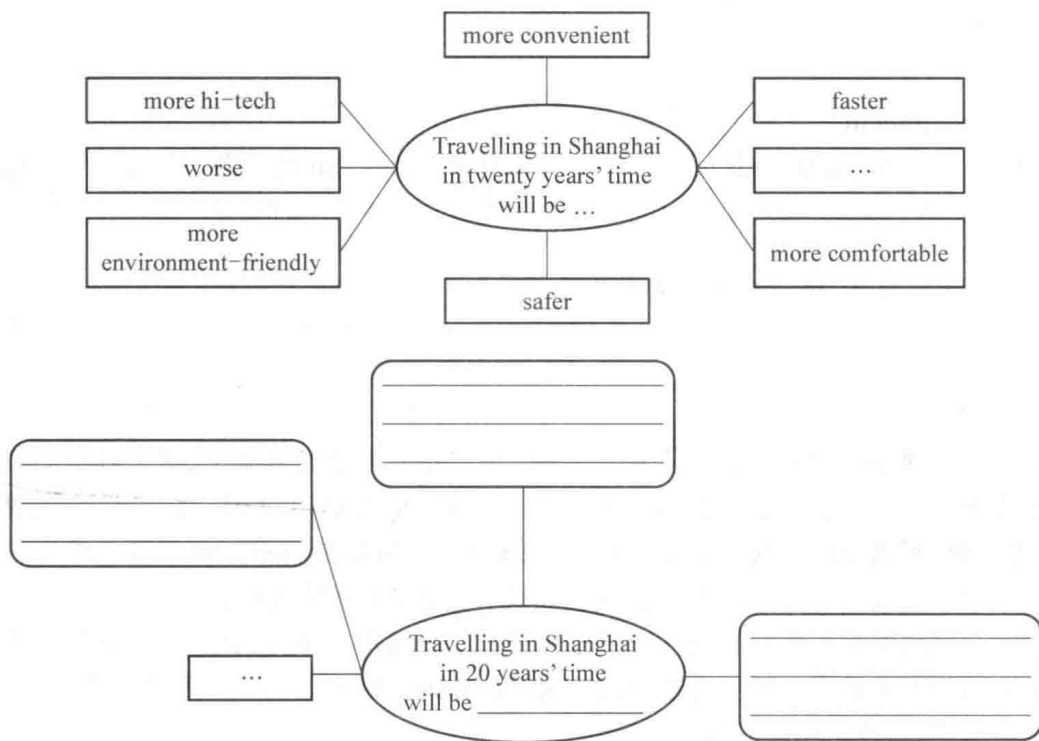 more convenient
more hi-tech
faster
Travelling in Shanghai
in twenty years' time
will be ...
worse
...
more
environment-friendly
more comfortable
safer
Travelling in Shanghai
in 20 years' time
will be
...